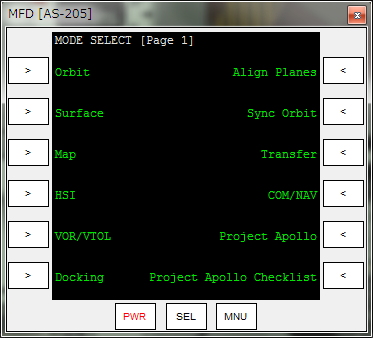 MFD [AS-205]
x
MODE SELECT [Page 1]
> Orbit Align Planes <
> Surface Sync Orbit <
> Map Transfer <
> HSI COM/NAV <
> VOR/VTOL Project Apollo <
> Docking Project Apollo Checklist <
PWR SEL MNU